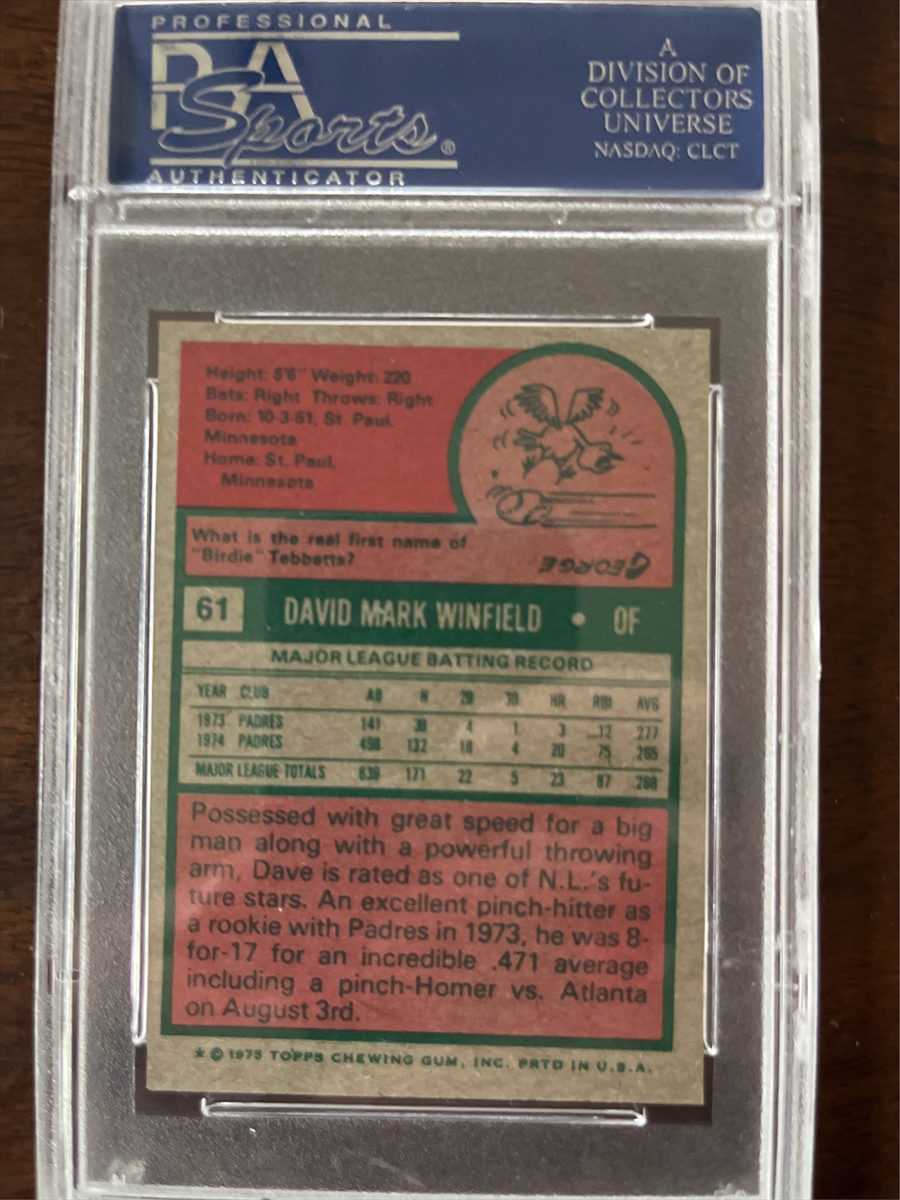 PROFESSIONAL
PSA
Sports®
AUTHENTICATOR
A
DIVISION OF
COLLECTORS
UNIVERSE
NASDAQ: CLCT
Height: 6'6" Weight: 220
Bats: Right Throws: Right
Born: 10-3-51, St. Paul,
Minnesota
Home: St. Paul,
Minnesota
What is the real first name of
"Birdie" Tebbetts?
GEORGE
61 DAVID MARK WINFIELD • OF
MAJOR LEAGUE BATTING RECORD
YEAR CLUB AB H 2B 3B HR RBI AVG
1973 PADRES 141 39 4 1 3 12 .277
1974 PADRES 498 132 18 4 20 75 .265
MAJOR LEAGUE TOTALS 639 171 22 5 23 87 .268
Possessed with great speed for a big
man along with a powerful throwing
arm, Dave is rated as one of N.L.'s fu-
ture stars. An excellent pinch-hitter as
a rookie with Padres in 1973, he was 8-
for-17 for an incredible .471 average
including a pinch-Homer vs. Atlanta
on August 3rd.
* © 1975 TOPPS CHEWING GUM, INC. PRTD IN U.S.A.